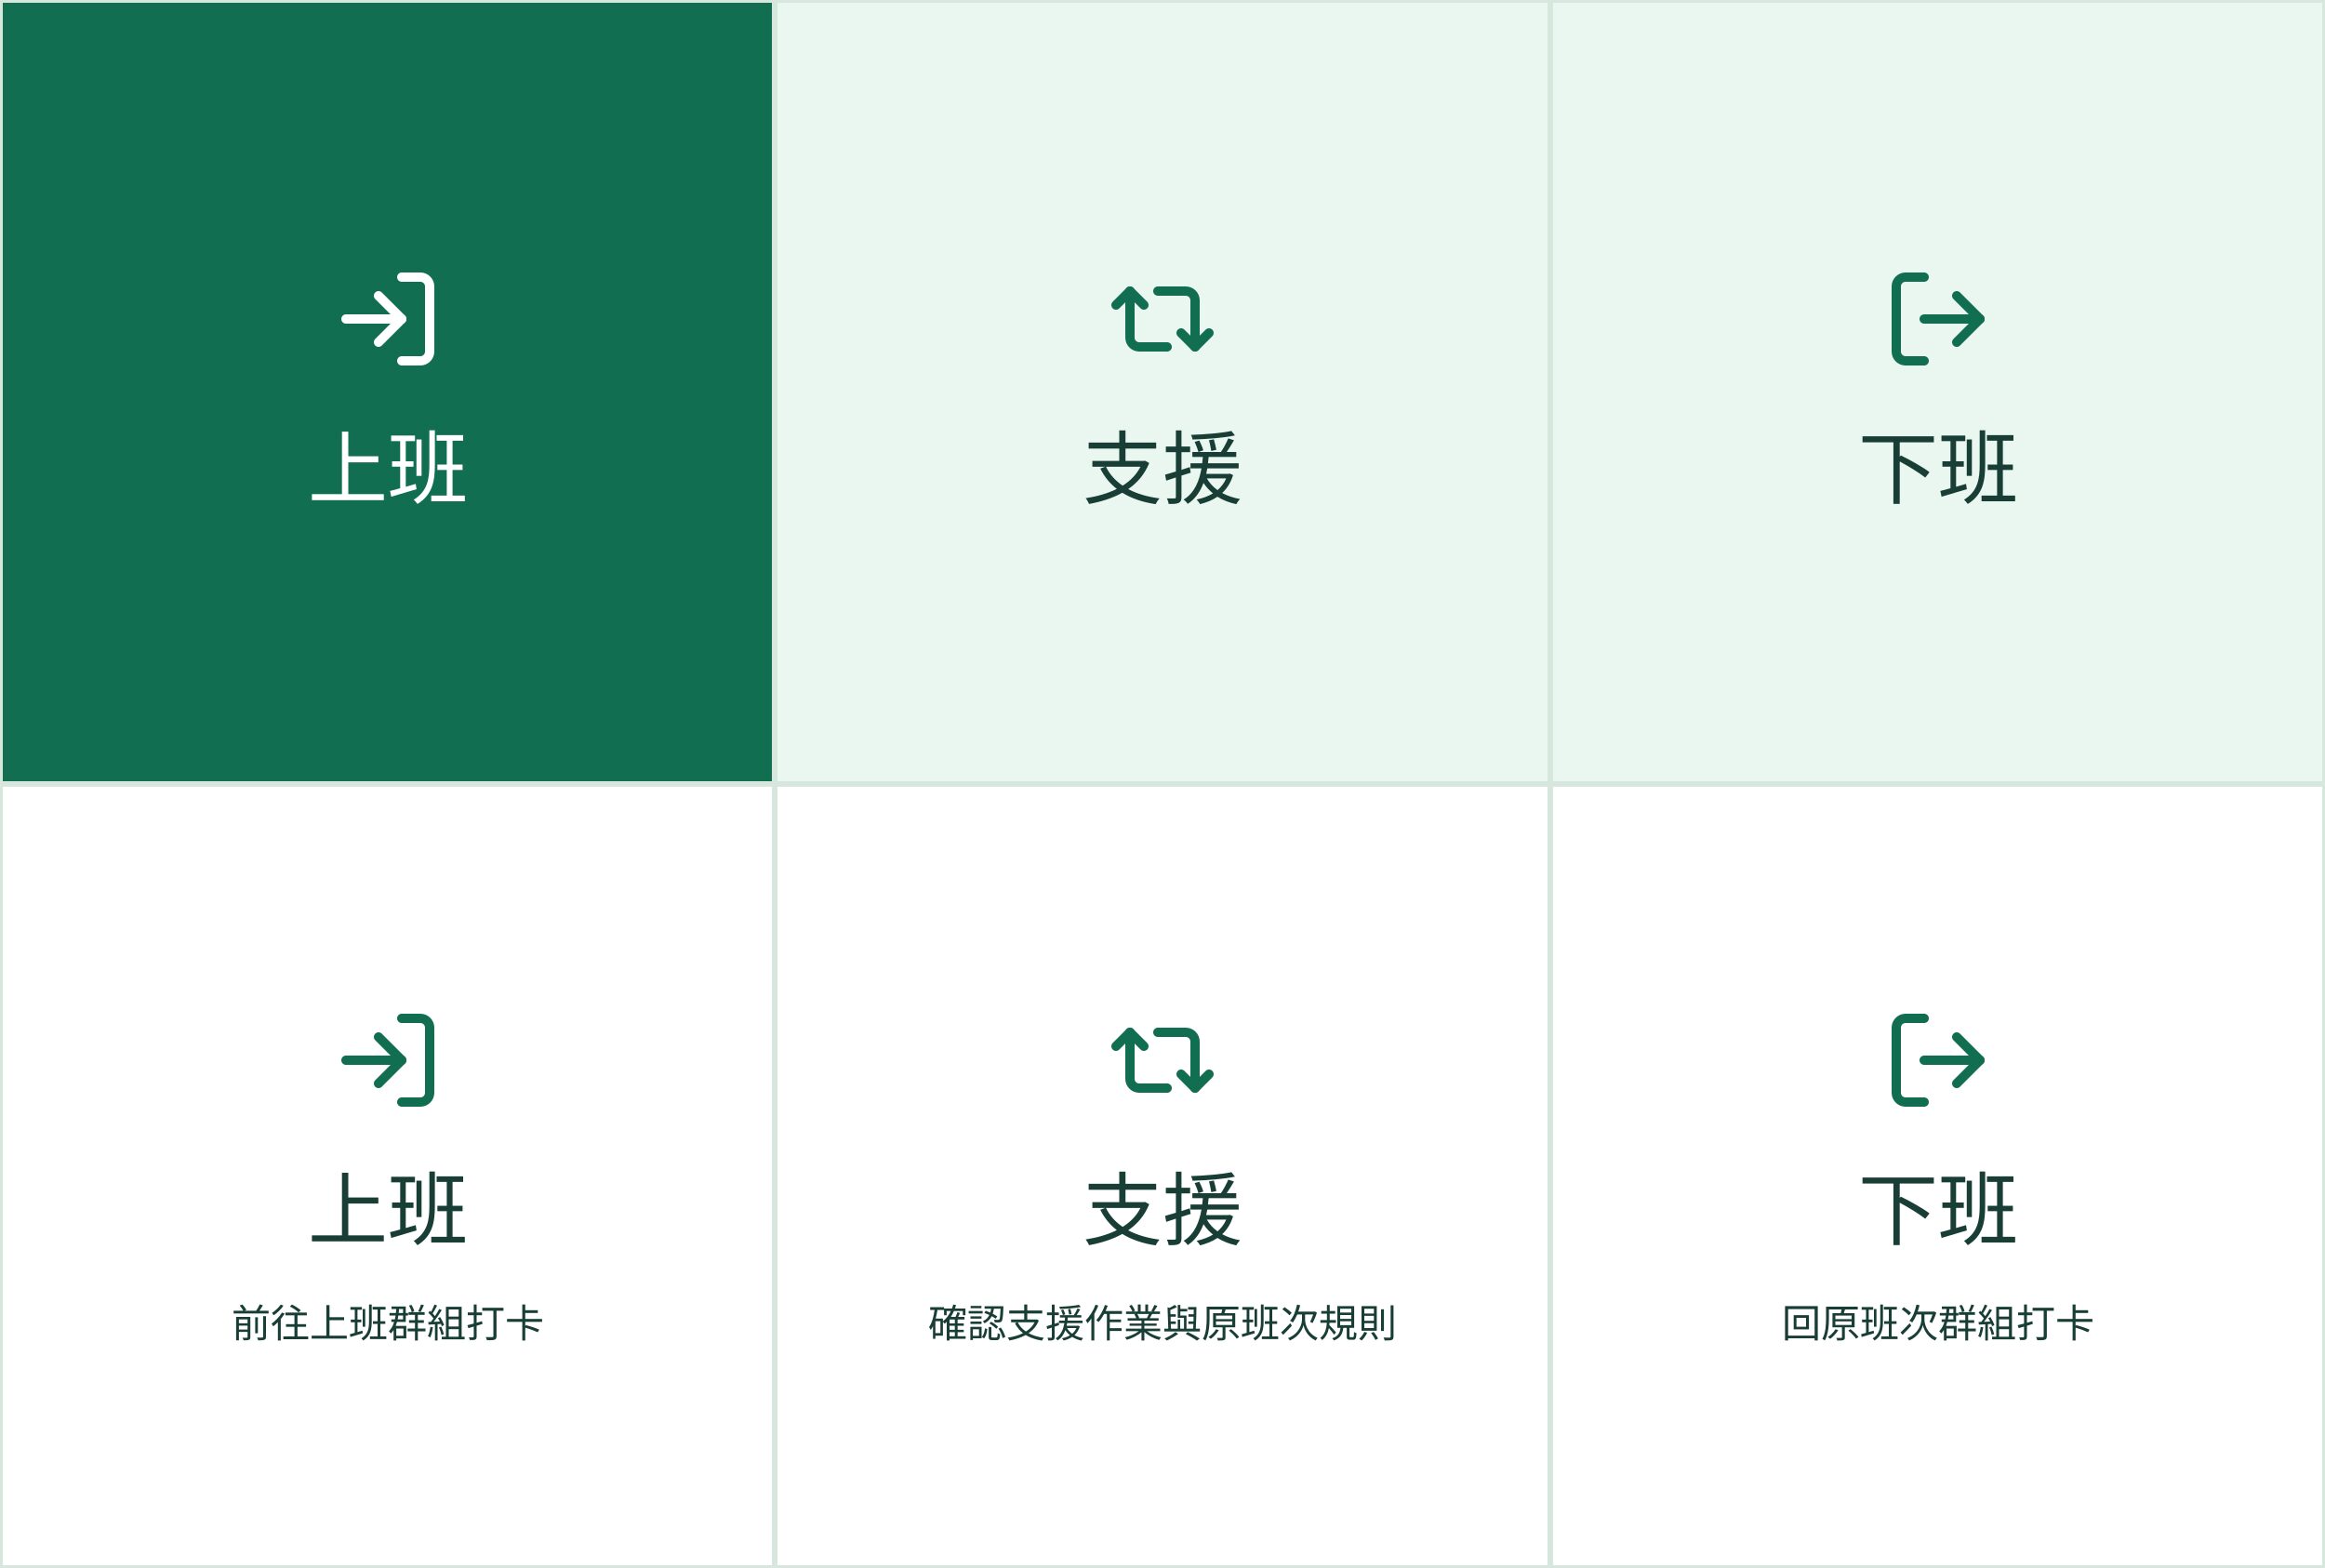 上班
支援
下班
上班
前往上班群組打卡
支援
確認支援作業與原班次規則
下班
回原班次群組打卡